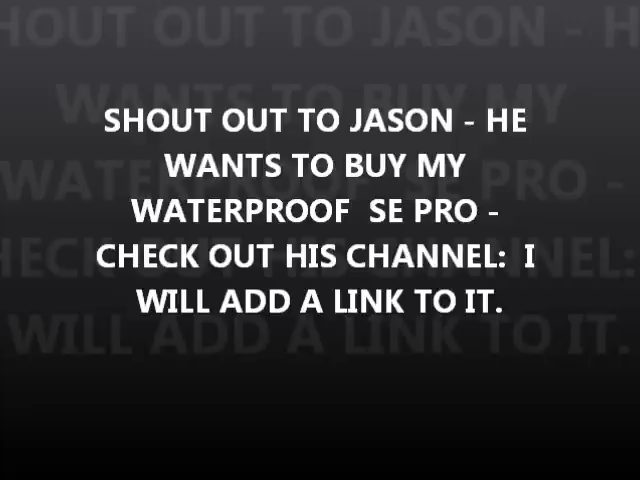 SHOUT OUT TO JASON - HE
WANTS TO BUY MY
WATERPROOF  SE PRO -
CHECK OUT HIS CHANNEL:  I
WILL ADD A LINK TO IT.